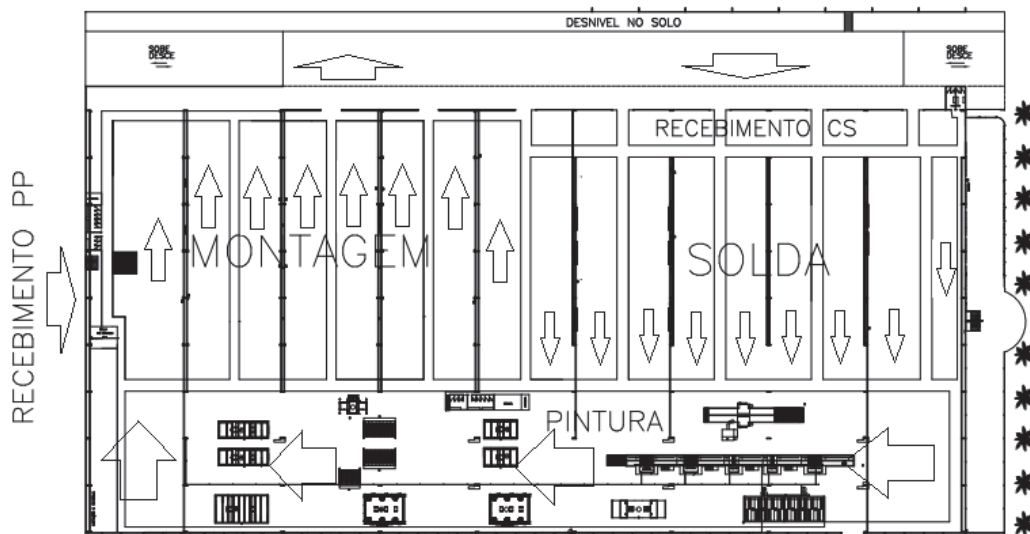 DESNIVEL NO SOLO
SOBE
DESCE
SOBE
DESCE
RECEBIMENTO CS
RECEBIMENTO PP
MONTAGEM
SOLDA
PINTURA